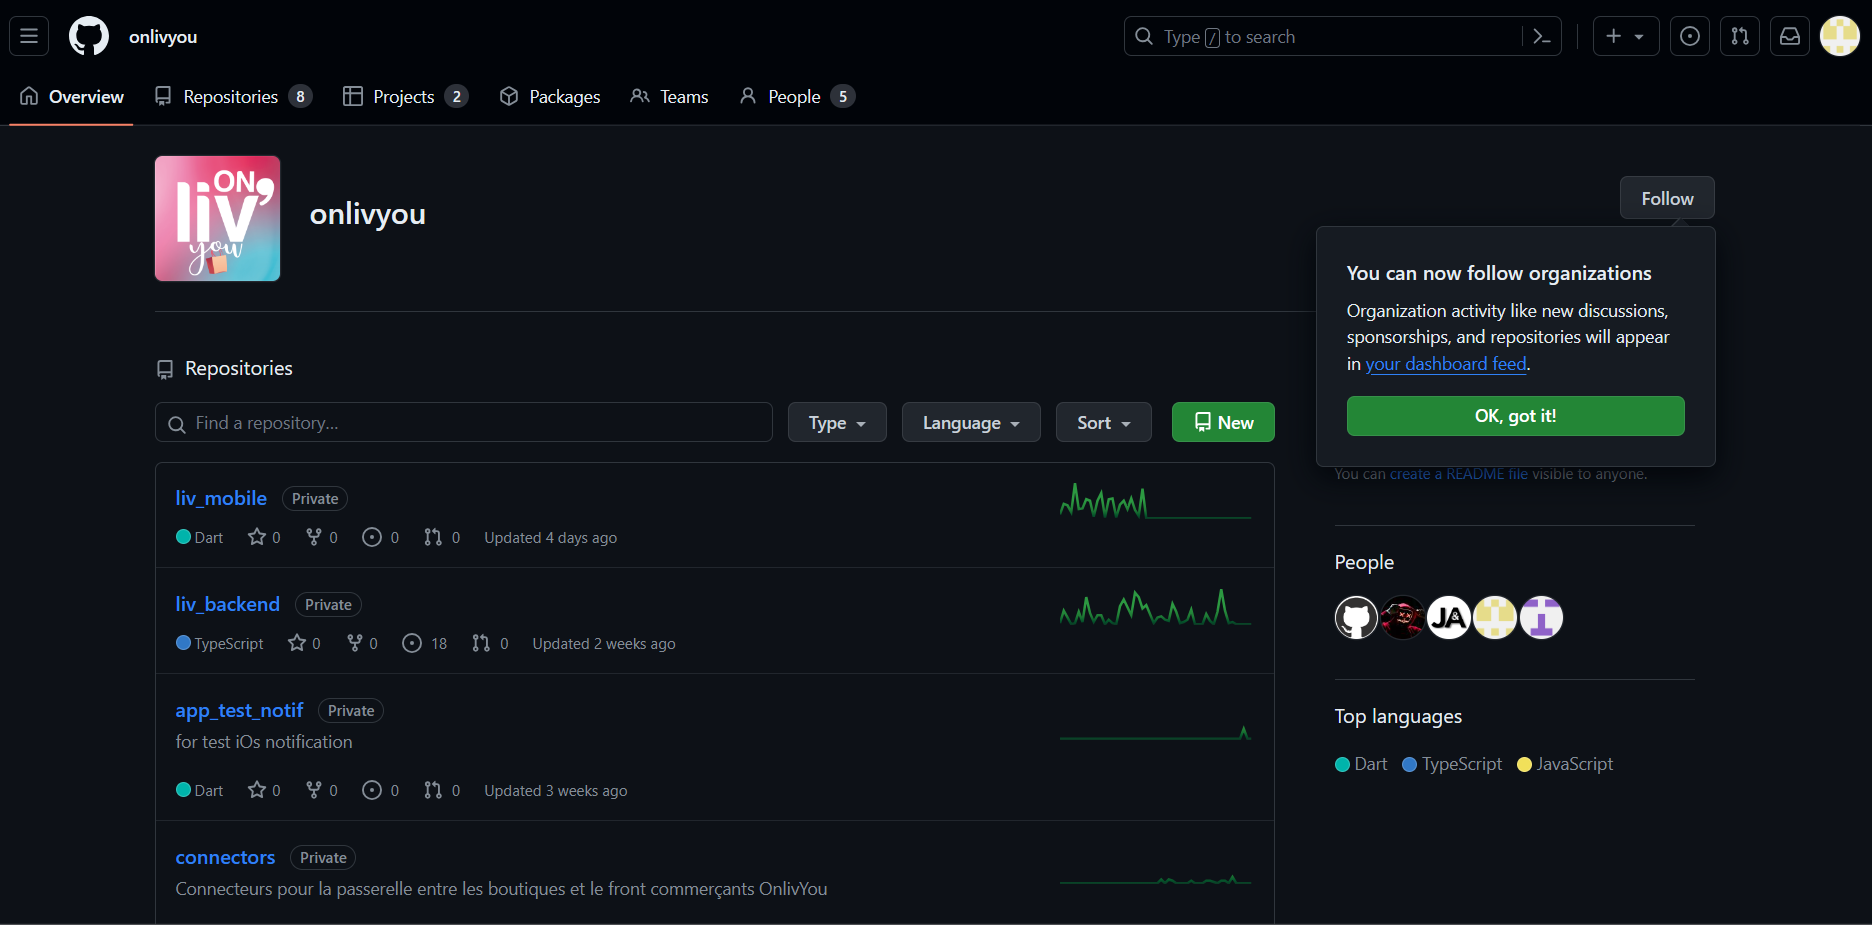 onlivyou
Type / to search
Overview
Repositories 8
Projects 2
Packages
Teams
People 5
ON
liv'
you
onlivyou
Follow
You can now follow organizations
Organization activity like new discussions,
sponsorships, and repositories will appear
in your dashboard feed.
OK, got it!
You can create a README file visible to anyone.
Repositories
Find a repository...
Type
Language
Sort
New
liv_mobile Private
Dart 0 0 0 0 Updated 4 days ago
liv_backend Private
TypeScript 0 0 18 0 Updated 2 weeks ago
app_test_notif Private
for test iOs notification
Dart 0 0 0 0 Updated 3 weeks ago
connectors Private
Connecteurs pour la passerelle entre les boutiques et le front commerçants OnlivYou
People
J&A
Top languages
Dart TypeScript JavaScript